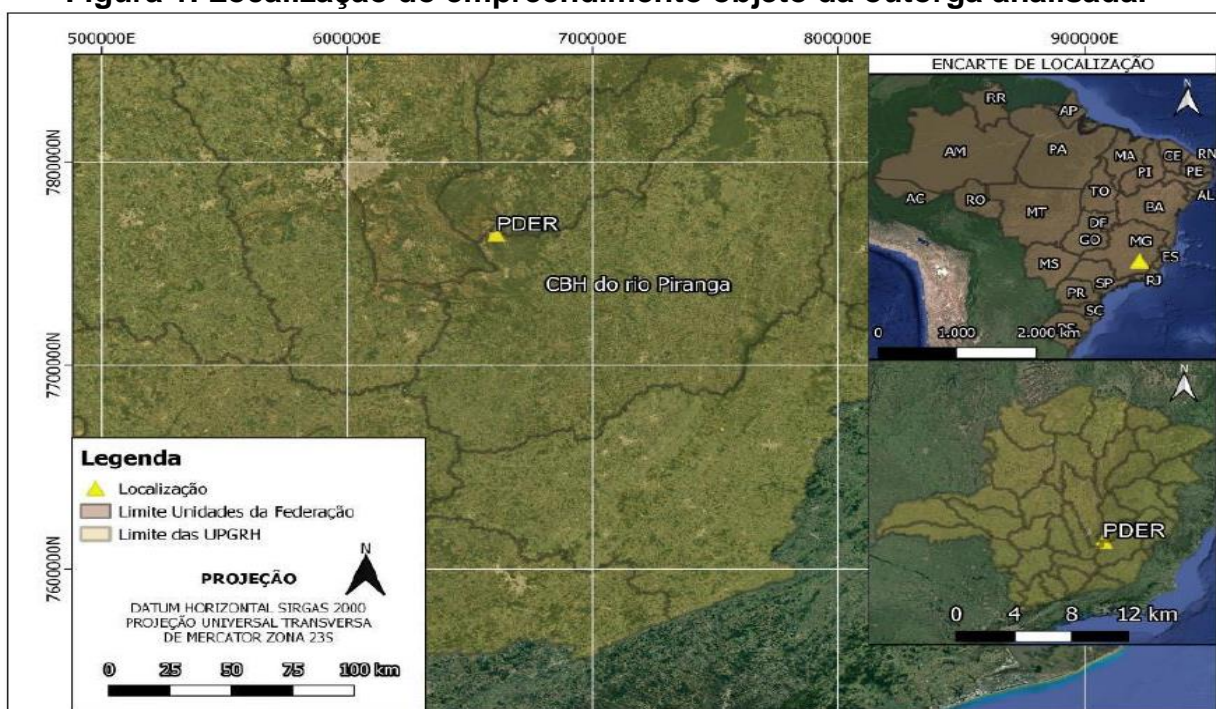 Figura 1. Localização do empreendimento objeto da outorga analisada.
500000E 600000E 700000E 800000E 900000E
7800000N
7700000N
7600000N
PDER
CBH do rio Piranga
Legenda
Localização
Limite Unidades da Federação
Limite das UPGRH
PROJEÇÃO
N
DATUM HORIZONTAL SIRGAS 2000
PROJEÇÃO UNIVERSAL TRANSVERSA
DE MERCATOR ZONA 23S
0 25 50 75 100 km
ENCARTE DE LOCALIZAÇÃO
N
RR AP
AM PA MA CE RN
PI PE
AC RO TO AL
MT BA
DF
GO MG
MS ES
SP RJ
PR
SC
RS
0 1.000 2.000 km
N
PDER
0 4 8 12 km